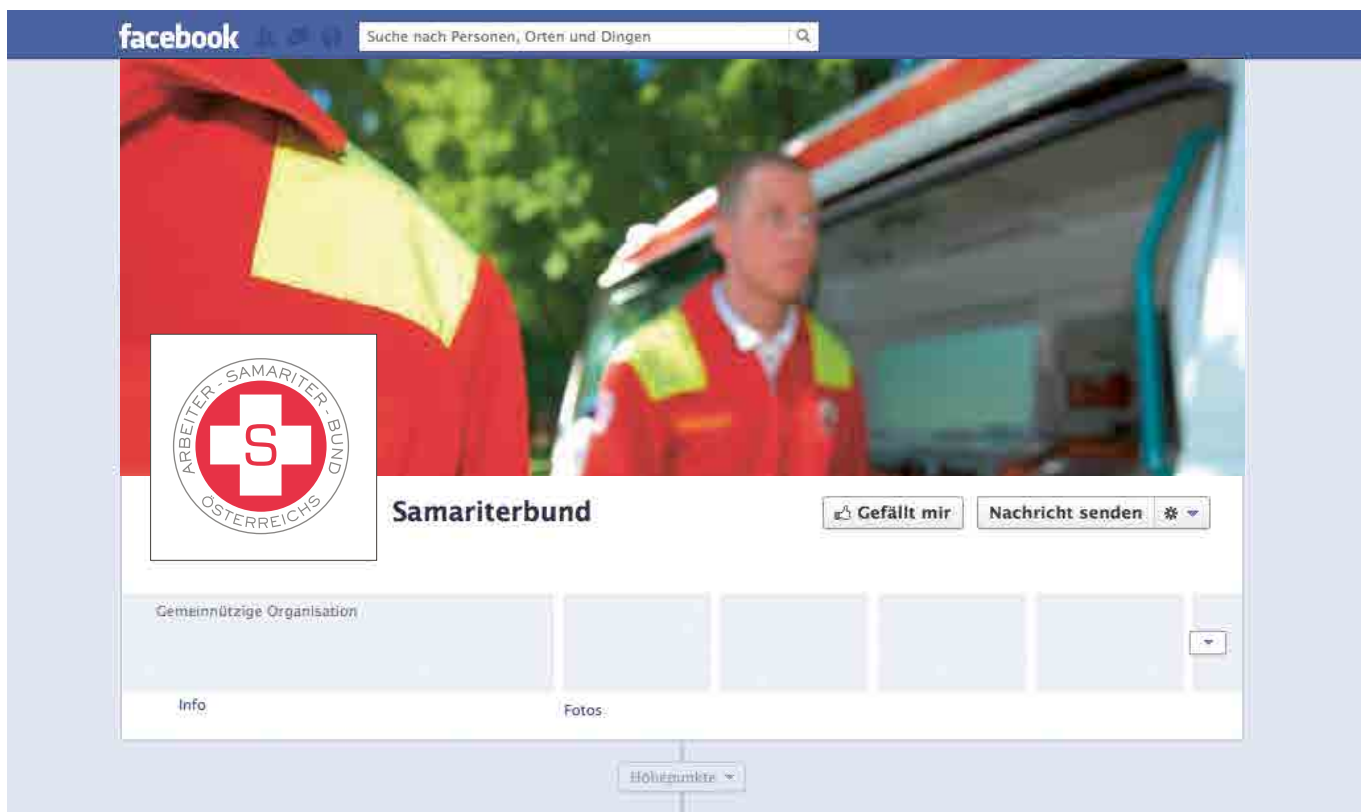 facebook
Suche nach Personen, Orten und Dingen
ARBEITER - SAMARITER - BUND
S
ÖSTERREICHS
Samariterbund
Gefällt mir
Nachricht senden
Gemeinnützige Organisation
Info
Fotos
Höhepunkte